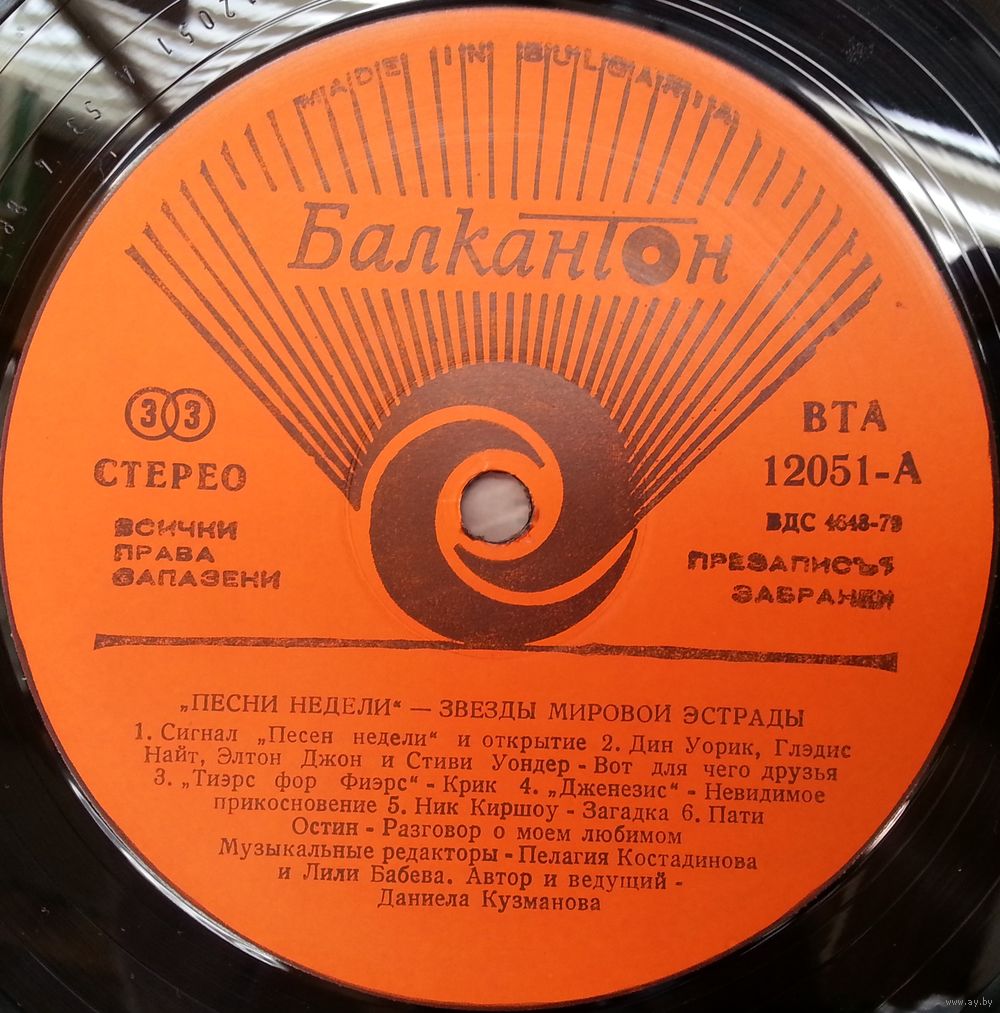 MADE IN BULGARIA
Балкантон
33
СТЕРЕО
ВСИЧКИ
ПРАВА
ЗАПАЗЕНИ
ВТА
12051-А
ВДС 4648-79
ПРЕЗАПИСЪТ
ЗАБРАНЕН
„ПЕСНИ НЕДЕЛИ“ — ЗВЕЗДЫ МИРОВОЙ ЭСТРАДЫ
1. Сигнал „Песен недели“ и открытие 2. Дин Уорик, Глэдис
Найт, Элтон Джон и Стиви Уондер - Вот для чего друзья
3. „Тиэрс фор Фиэрс“ - Крик 4. „Дженезис“ - Невидимое
прикосновение 5. Ник Киршоу - Загадка 6. Пати
Остин - Разговор о моем любимом
Музыкальные редакторы - Пелагия Костадинова
и Лили Бабева. Автор и ведущий -
Даниела Кузманова
www.ay.by